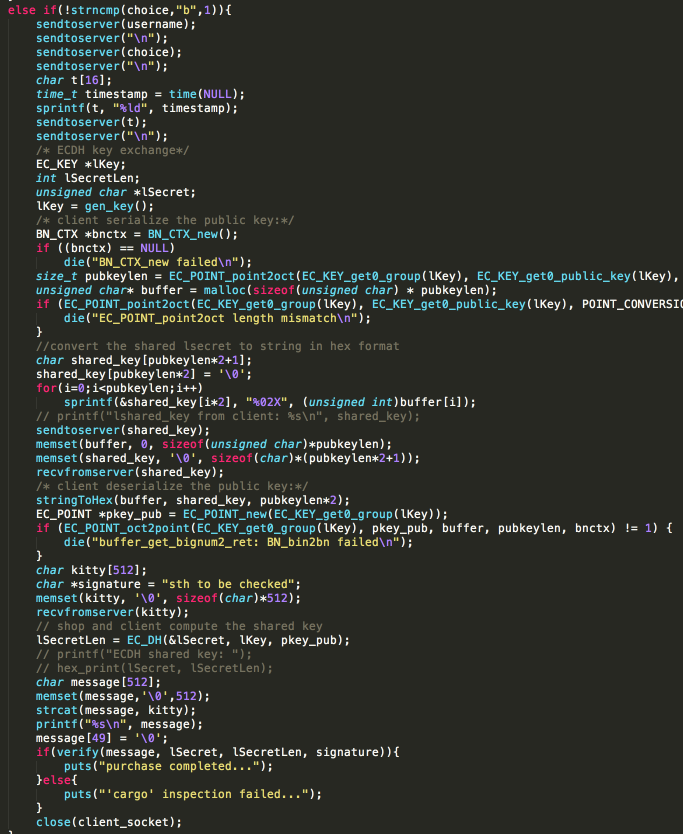 else if(!strncmp(choice,"b",1)){
    sendtoserver(username);
    sendtoserver("\n");
    sendtoserver(choice);
    sendtoserver("\n");
    char t[16];
    time_t timestamp = time(NULL);
    sprintf(t, "%ld", timestamp);
    sendtoserver(t);
    sendtoserver("\n");
    /* ECDH key exchange*/
    EC_KEY *lKey;
    int lSecretLen;
    unsigned char *lSecret;
    lKey = gen_key();
    /* client serialize the public key:*/
    BN_CTX *bnctx = BN_CTX_new();
    if ((bnctx) == NULL)
        die("BN_CTX_new failed\n");
    size_t pubkeylen = EC_POINT_point2oct(EC_KEY_get0_group(lKey), EC_KEY_get0_public_key(lKey),
    unsigned char* buffer = malloc(sizeof(unsigned char) * pubkeylen);
    if (EC_POINT_point2oct(EC_KEY_get0_group(lKey), EC_KEY_get0_public_key(lKey), POINT_CONVERSIO
        die("EC_POINT_point2oct length mismatch\n");
    }
    //convert the shared lsecret to string in hex format
    char shared_key[pubkeylen*2+1];
    shared_key[pubkeylen*2] = '\0';
    for(i=0;i<pubkeylen;i++)
        sprintf(&shared_key[i*2], "%02X", (unsigned int)buffer[i]);
    // printf("lshared_key from client: %s\n", shared_key);
    sendtoserver(shared_key);
    memset(buffer, 0, sizeof(unsigned char)*pubkeylen);
    memset(shared_key, '\0', sizeof(char)*(pubkeylen*2+1));
    recvfromserver(shared_key);
    /* client deserialize the public key:*/
    stringToHex(buffer, shared_key, pubkeylen*2);
    EC_POINT *pkey_pub = EC_POINT_new(EC_KEY_get0_group(lKey));
    if (EC_POINT_oct2point(EC_KEY_get0_group(lKey), pkey_pub, buffer, pubkeylen, bnctx) != 1) {
        die("buffer_get_bignum2_ret: BN_bin2bn failed\n");
    }
    char kitty[512];
    char *signature = "sth to be checked";
    memset(kitty, '\0', sizeof(char)*512);
    recvfromserver(kitty);
    // shop and client compute the shared key
    lSecretLen = EC_DH(&lSecret, lKey, pkey_pub);
    // printf("ECDH shared key: ");
    // hex_print(lSecret, lSecretLen);
    char message[512];
    memset(message,'\0',512);
    strcat(message, kitty);
    printf("%s\n", message);
    message[49] = '\0';
    if(verify(message, lSecret, lSecretLen, signature)){
        puts("purchase completed...");
    }else{
        puts("'cargo' inspection failed...");
    }
    close(client_socket);